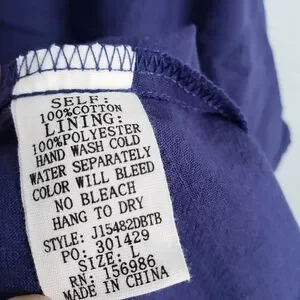 SELF:
100%COTTON
LINING:
100%POLYESTER
HAND WASH COLD
WATER SEPARATELY
COLOR WILL BLEED
NO BLEACH
HANG TO DRY
STYLE: J15482DBTB
PO: 301429
SIZE: L
RN: 156986
MADE IN CHINA